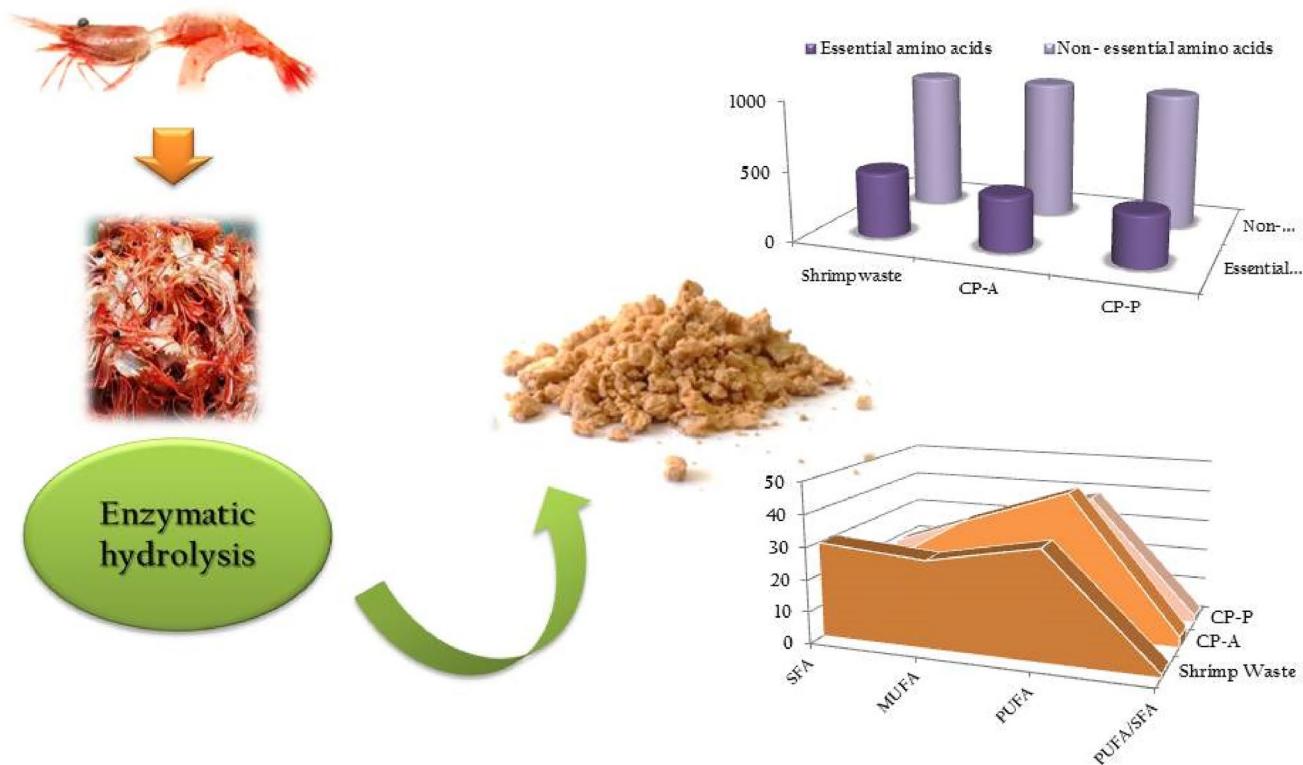 Essential amino acids
Non- essential amino acids
1000
500
0
Shrimp waste
CP-A
CP-P
Non-...
Essential...
Enzymatic
hydrolysis
50
40
30
20
10
0
SFA
MUFA
PUFA
PUFA/SFA
CP-P
CP-A
Shrimp Waste